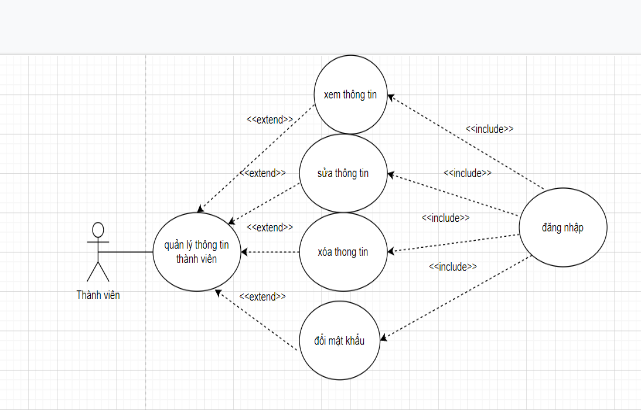 xem thông tin
<<extend>>
<<include>>
sửa thông tin
<<extend>>
<<include>>
<<include>>
<<extend>>
đăng nhập
quản lý thông tin
thành viên
xóa thong tin
<<include>>
Thành viên
<<extend>>
đổi mật khẩu